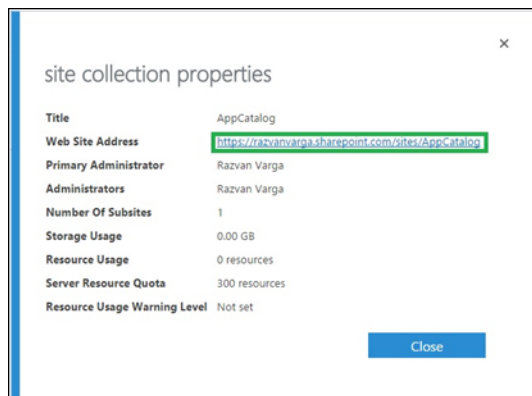 site collection properties
Title AppCatalog
Web Site Address https://razvanvarga.sharepoint.com/sites/AppCatalog
Primary Administrator Razvan Varga
Administrators Razvan Varga
Number Of Subsites 1
Storage Usage 0.00 GB
Resource Usage 0 resources
Server Resource Quota 300 resources
Resource Usage Warning Level Not set
Close